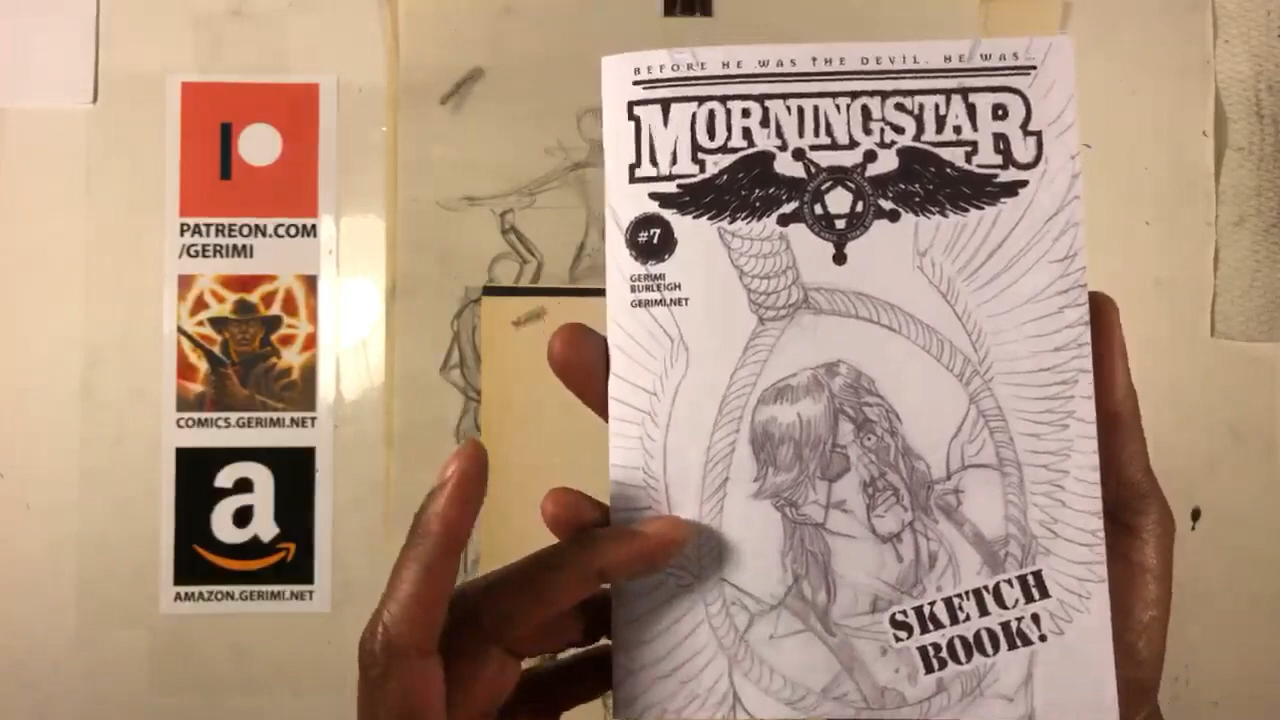 PATREON.COM
/GERIMI
COMICS.GERIMI.NET
a
AMAZON.GERIMI.NET
BEFORE HE WAS THE DEVIL, HE WAS...
MORNINGSTAR
#7
GERIMI
BURLEIGH
GERIMI.NET
SKETCH
BOOK!